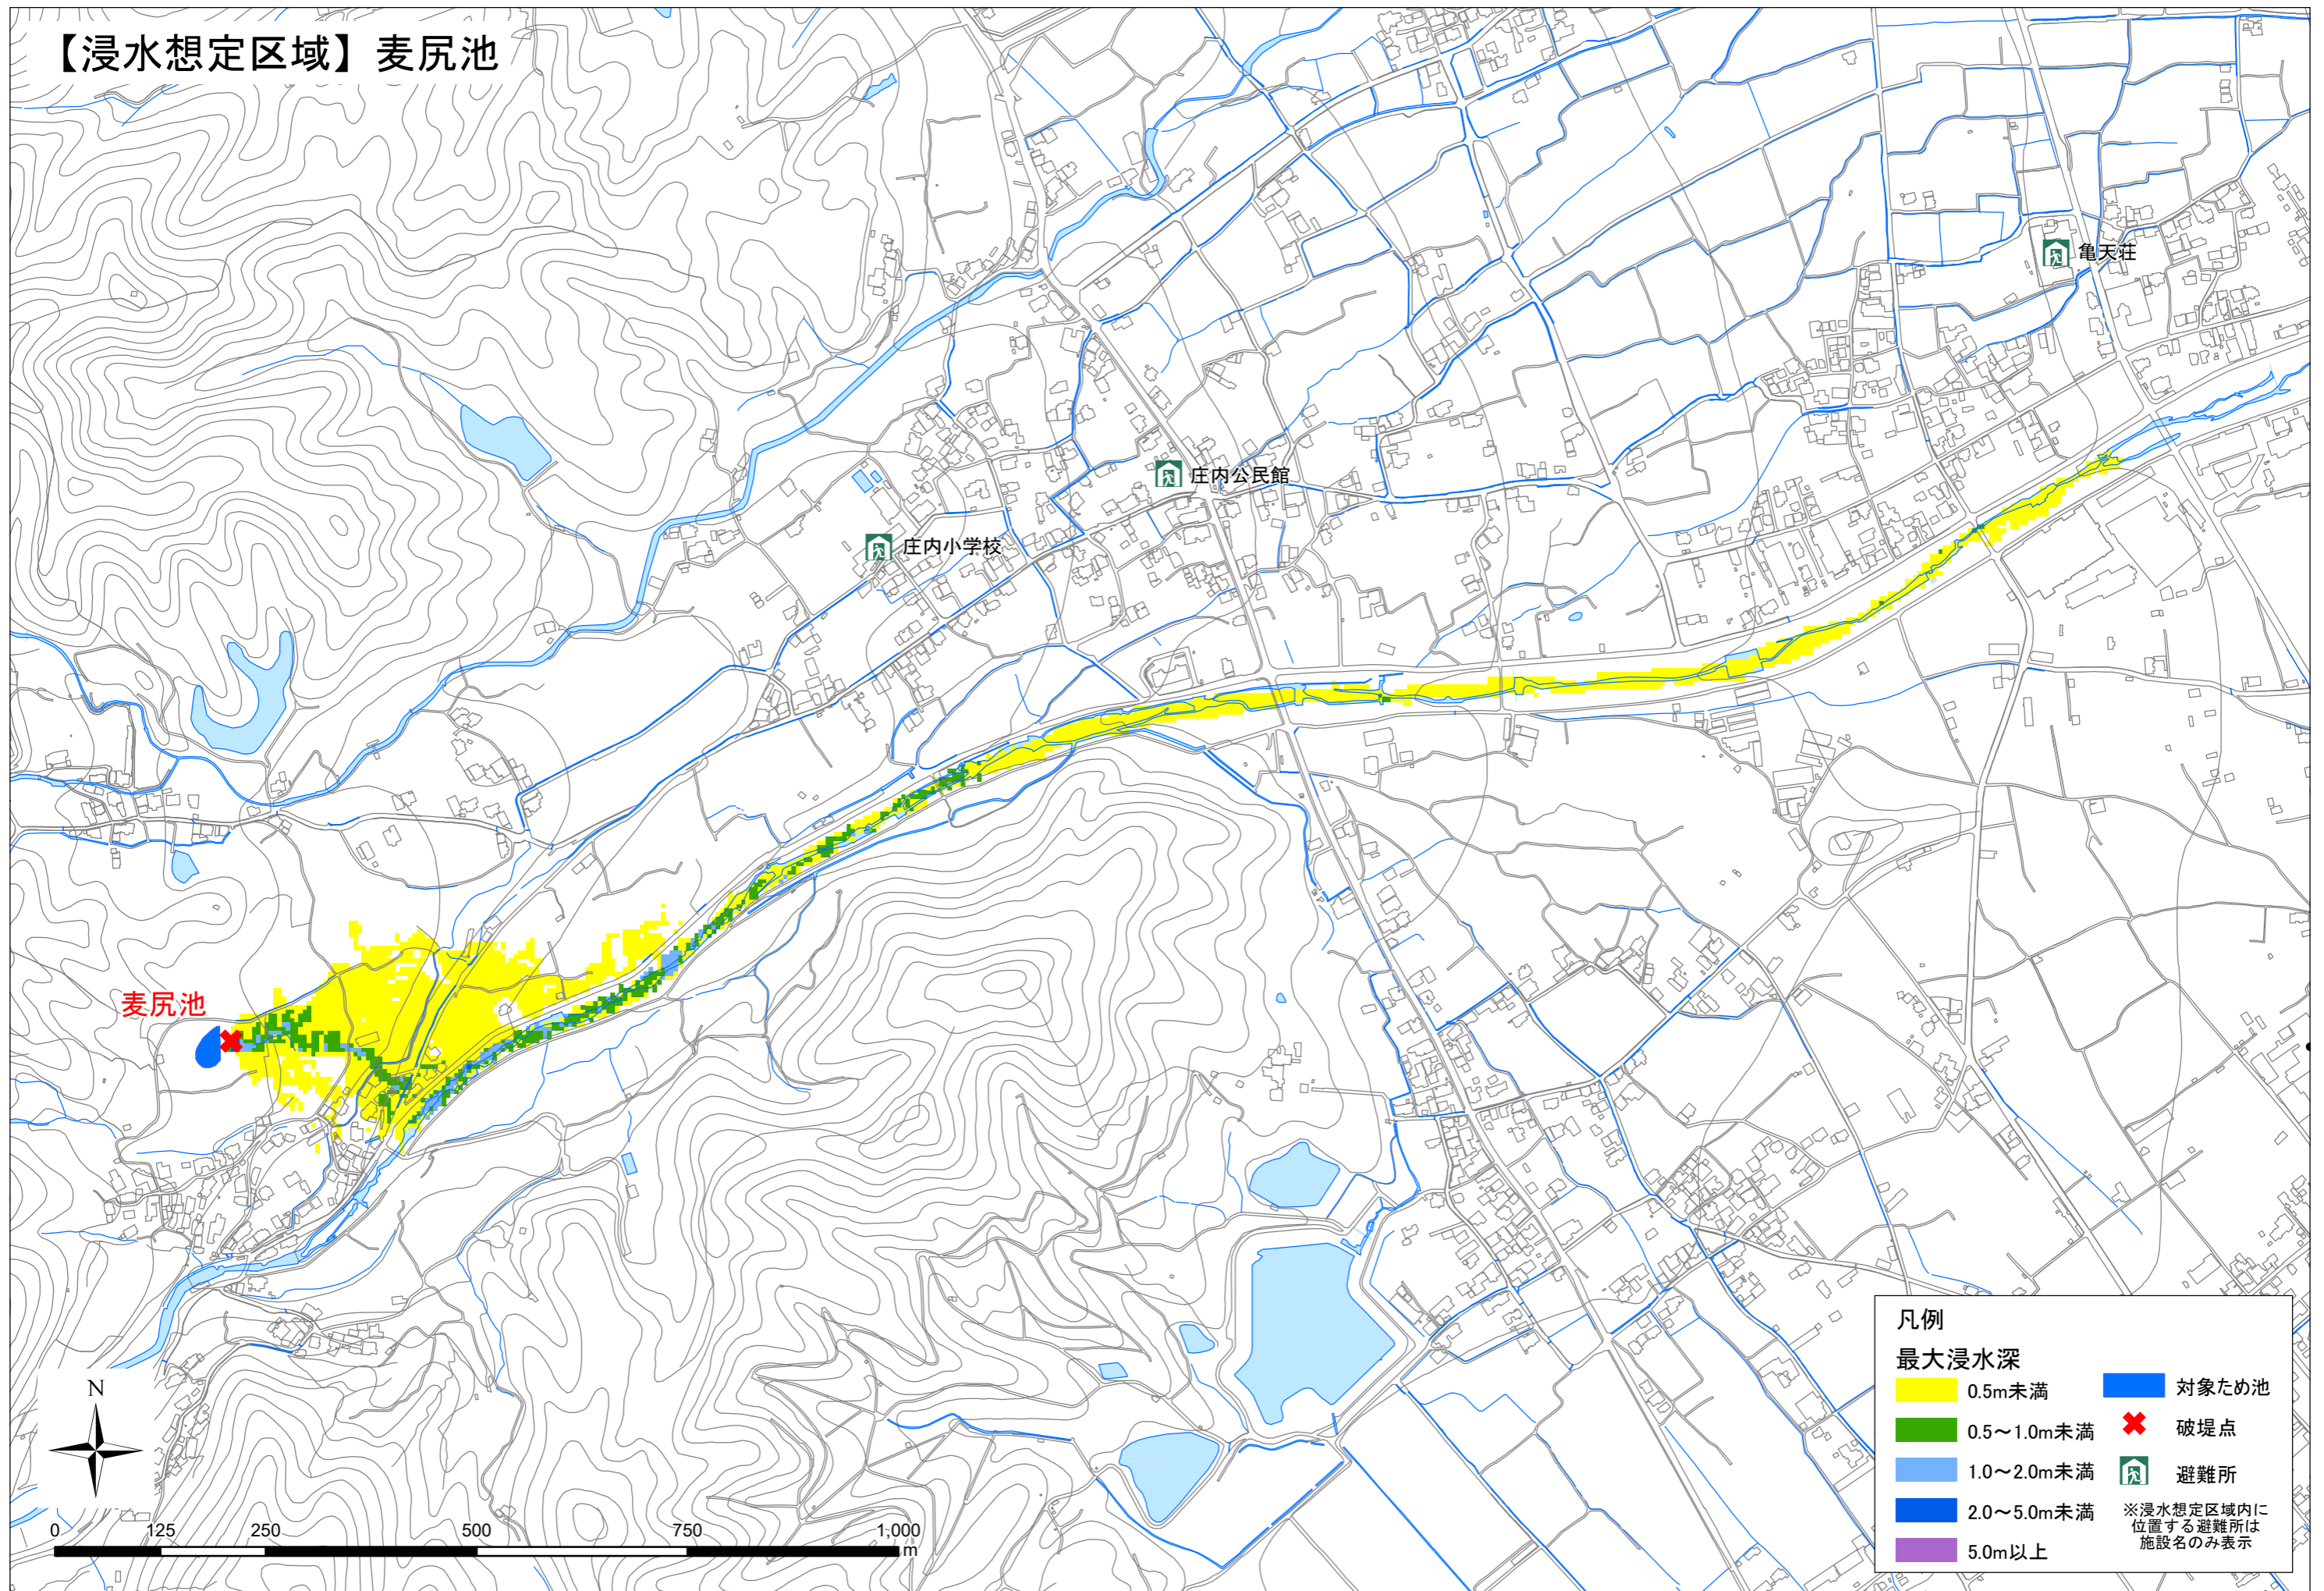 【浸水想定区域】麦尻池
亀天荘
庄内公民館
庄内小学校
麦尻池
N
0 125 250 500 750 1,000
m
凡例
最大浸水深
0.5m未満
0.5～1.0m未満
1.0～2.0m未満
2.0～5.0m未満
5.0m以上
対象ため池
破堤点
避難所
※浸水想定区域内に
位置する避難所は
施設名のみ表示